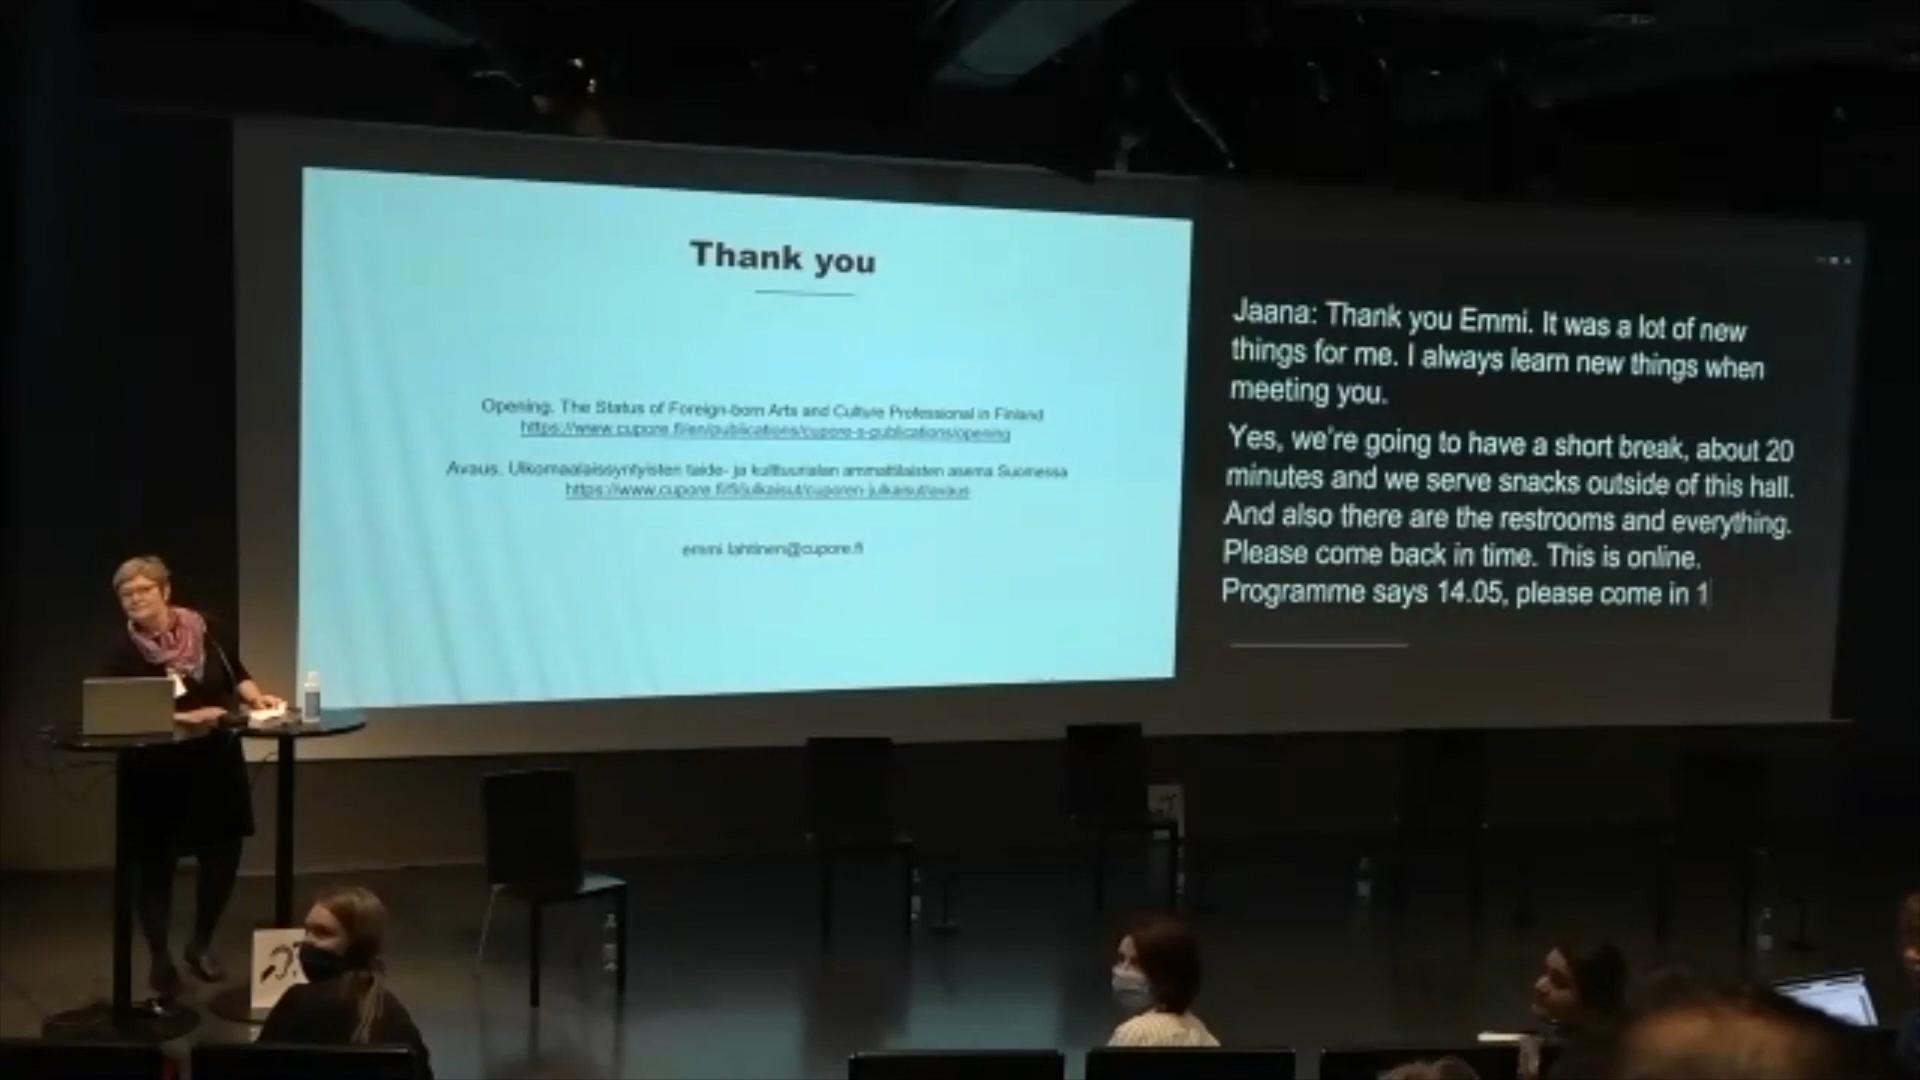 Thank you
Opening. The Status of Foreign-born Arts and Culture Professional in Finland
https://www.cupore.fi/en/publications/cupore-s-publications/opening
Avaus. Ulkomaalaissyntyisten taide- ja kulttuurialan ammattilaisten asema Suomessa
https://www.cupore.fi/fi/julkaisut/cuporen-julkaisut/avaus
emmi.lahtinen@cupore.fi
Jaana: Thank you Emmi. It was a lot of new
things for me. I always learn new things when
meeting you.
Yes, we're going to have a short break, about 20
minutes and we serve snacks outside of this hall.
And also there are the restrooms and everything.
Please come back in time. This is online.
Programme says 14.05, please come in 1